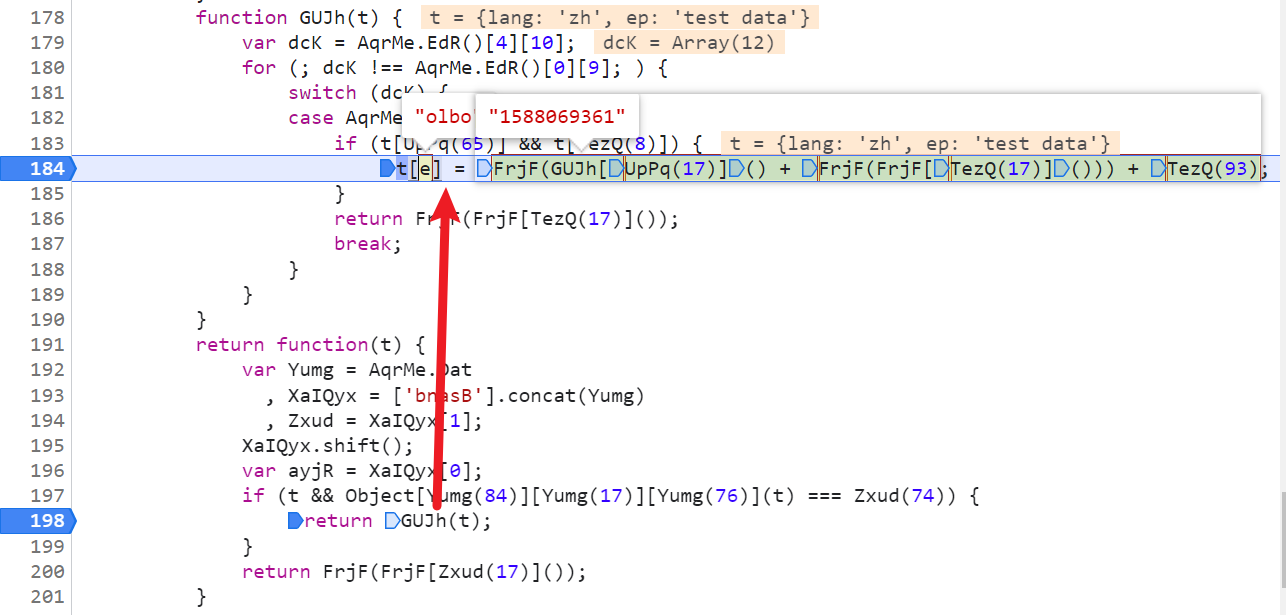 178 function GUJh(t) { t = {lang: 'zh', ep: 'test data'}
179 var dcK = AqrMe.EdR()[4][10]; dcK = Array(12)
180 for (; dcK !== AqrMe.EdR()[0][9]; ) {
181 switch (dcK) {
182 case AqrMe "olbo "1588069361"
183 if (t[UpPq(65)] && t[TezQ(8)]) { t = {lang: 'zh', ep: 'test data'}
184 t[e] = FrjF(GUJh[UpPq(17)]() + FrjF(FrjF[TezQ(17)]())) + TezQ(93);
185 }
186 return FrjF(FrjF[TezQ(17)]());
187 break;
188 }
189 }
190 }
191 return function(t) {
192 var Yumg = AqrMe.Dat
193 , XaIQyx = ['bnasB'].concat(Yumg)
194 , Zxud = XaIQyx[1];
195 XaIQyx.shift();
196 var ayjR = XaIQyx[0];
197 if (t && Object[Yumg(84)][Yumg(17)][Yumg(76)](t) === Zxud(74)) {
198 return GUJh(t);
199 }
200 return FrjF(FrjF[Zxud(17)]());
201 }